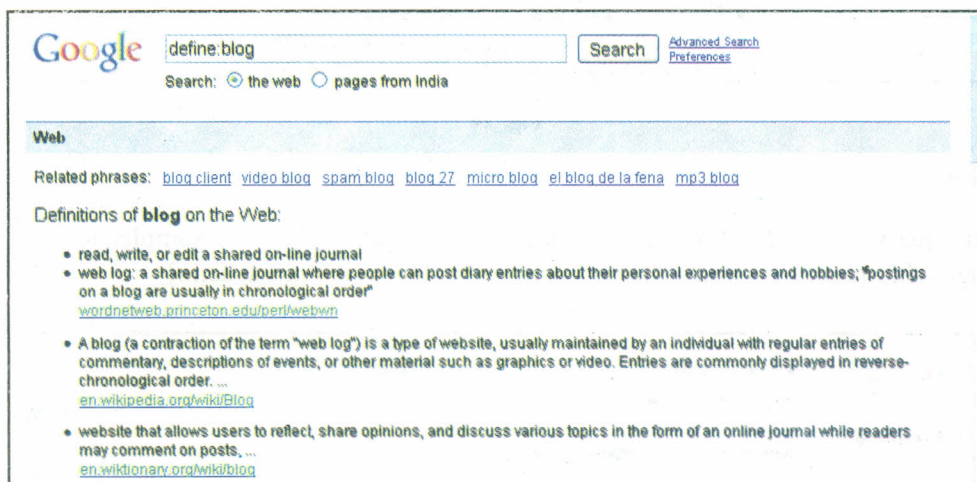 Google define:blog Search Advanced Search
Preferences
Search: the web pages from India
Web
Related phrases: blog client video blog spam blog blog 27 micro blog el blog de la fena mp3 blog
Definitions of blog on the Web:
• read, write, or edit a shared on-line journal
• web log: a shared on-line journal where people can post diary entries about their personal experiences and hobbies; "postings
on a blog are usually in chronological order"
wordnetweb.princeton.edu/perl/webwn
• A blog (a contraction of the term "web log") is a type of website, usually maintained by an individual with regular entries of
commentary, descriptions of events, or other material such as graphics or video. Entries are commonly displayed in reverse-
chronological order. ...
en.wikipedia.org/wiki/Blog
• website that allows users to reflect, share opinions, and discuss various topics in the form of an online journal while readers
may comment on posts, ...
en.wiktionary.org/wiki/blog